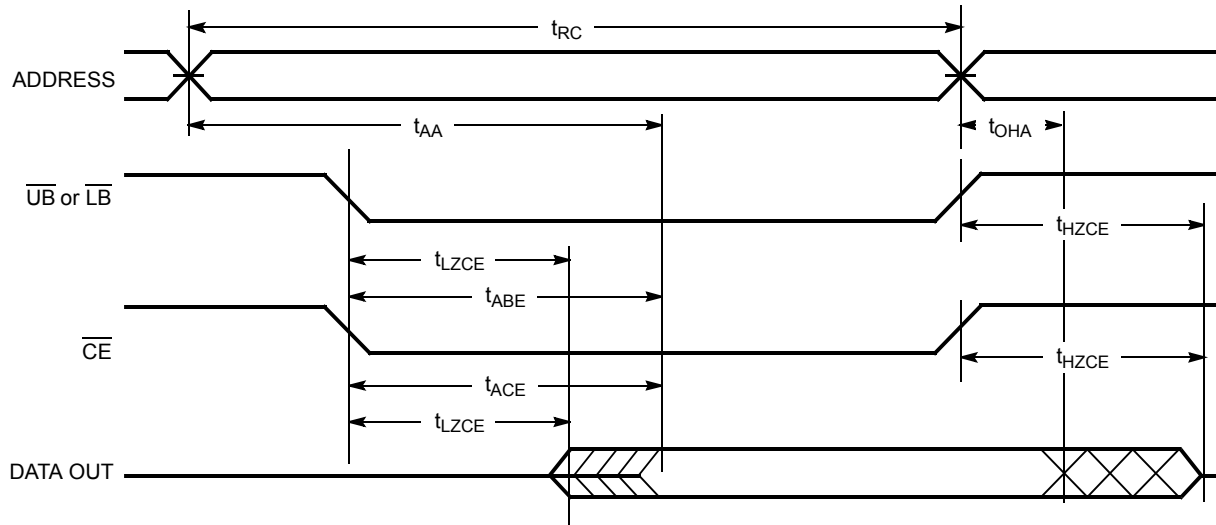 tRC
ADDRESS
tAA
tOHA
UB or LB
tHZCE
tLZCE
tABE
CE
tHZCE
tACE
tLZCE
DATA OUT